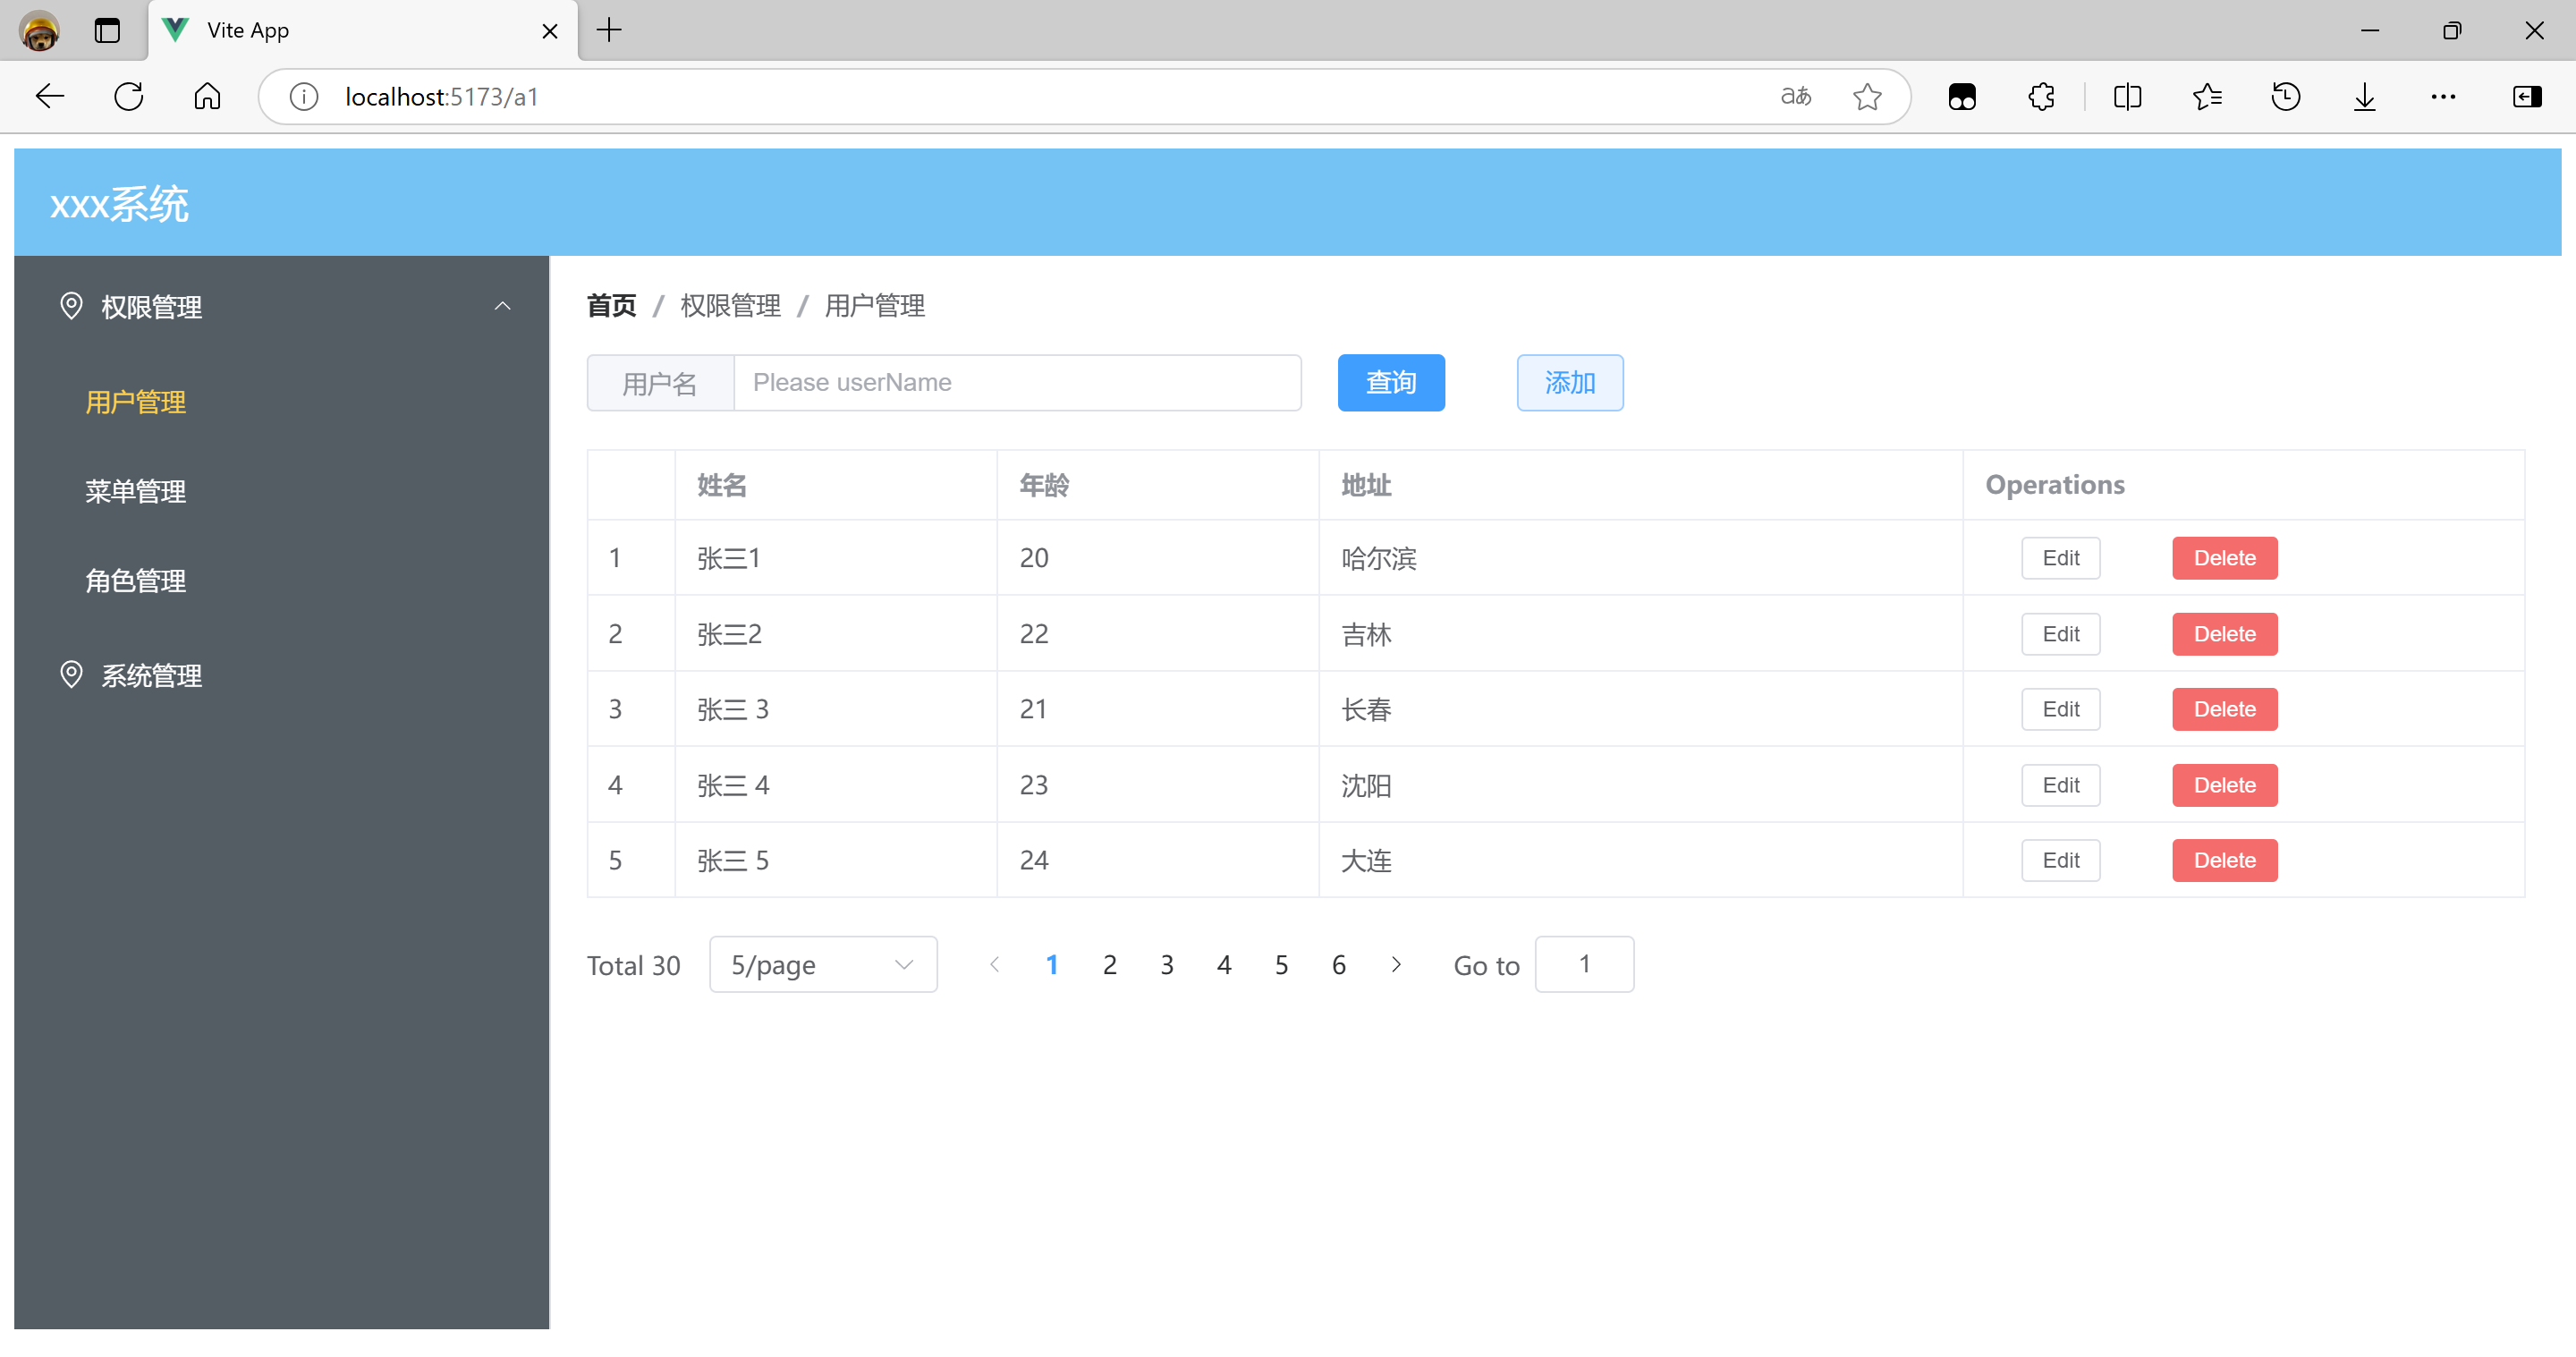 Vite App
localhost:5173/a1
aあ
xxx系统
权限管理
用户管理
菜单管理
角色管理
系统管理
首页 / 权限管理 / 用户管理
用户名 Please userName 查询 添加
姓名 年龄 地址 Operations
1 张三1 20 哈尔滨 Edit Delete
2 张三2 22 吉林 Edit Delete
3 张三 3 21 长春 Edit Delete
4 张三 4 23 沈阳 Edit Delete
5 张三 5 24 大连 Edit Delete
Total 30 5/page 1 2 3 4 5 6 Go to 1